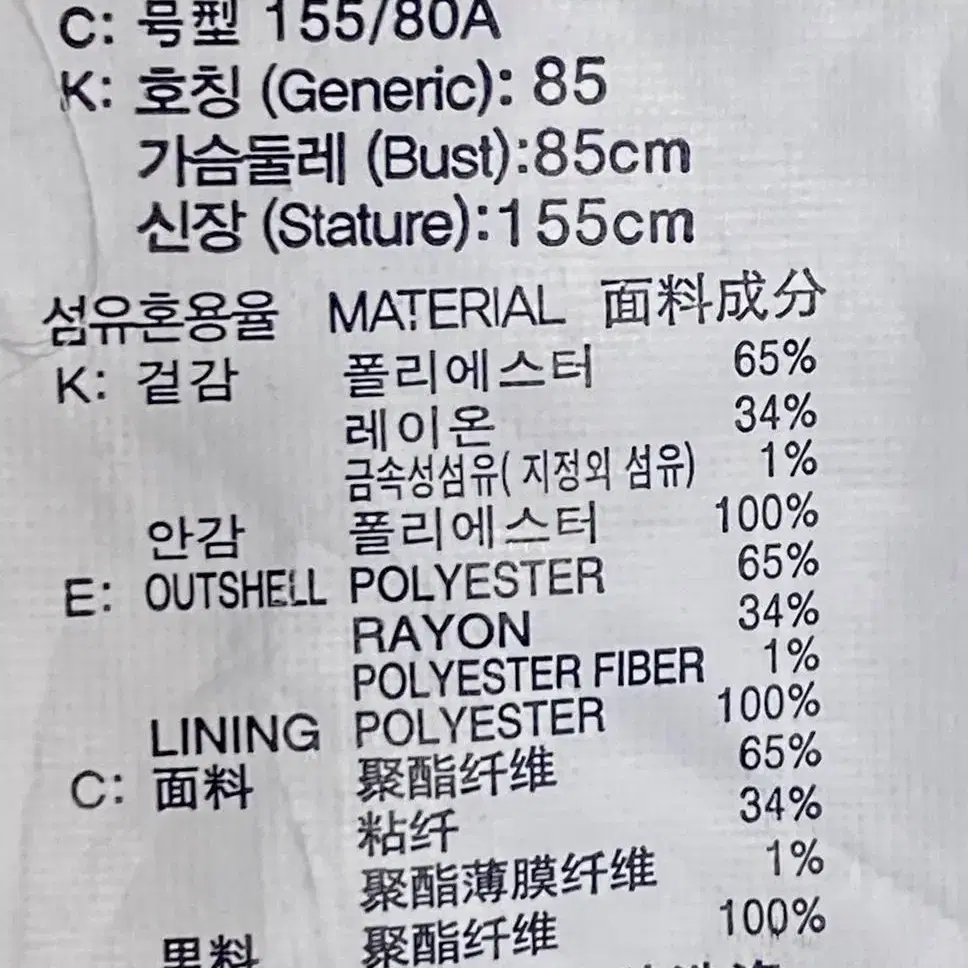 C: 号型 155/80A
K: 호칭 (Generic): 85
가슴둘레 (Bust):85cm
신장 (Stature):155cm
섬유혼용율 MATERIAL 面料成分
K: 겉감 폴리에스터 65%
레이온 34%
금속성섬유( 지정외 섬유) 1%
안감 폴리에스터 100%
E: OUTSHELL POLYESTER 65%
RAYON 34%
POLYESTER FIBER 1%
LINING POLYESTER 100%
C: 面料 聚酯纤维 65%
粘纤 34%
聚酯薄膜纤维 1%
里料 聚酯纤维 100%